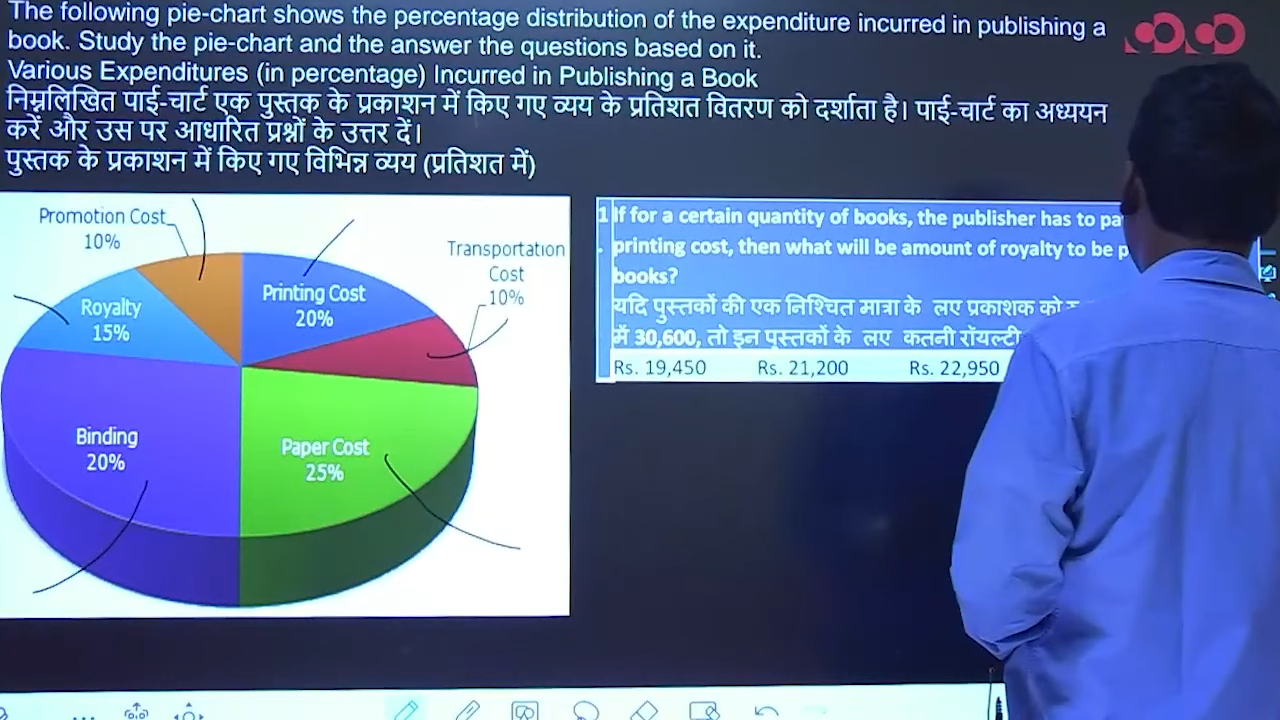 The following pie-chart shows the percentage distribution of the expenditure incurred in publishing a
book. Study the pie-chart and the answer the questions based on it.
Various Expenditures (in percentage) Incurred in Publishing a Book
निम्नलिखित पाई-चार्ट एक पुस्तक के प्रकाशन में किए गए व्यय के प्रतिशत वितरण को दर्शाता है। पाई-चार्ट का अध्ययन
करें और उस पर आधारित प्रश्नों के उत्तर दें।
पुस्तक के प्रकाशन में किए गए विभिन्न व्यय (प्रतिशत में)
Promotion Cost
10%
Printing Cost
20%
Transportation
Cost
10%
Royalty
15%
Binding
20%
Paper Cost
25%
1 If for a certain quantity of books, the publisher has to
. printing cost, then what will be amount of royalty to be
books?
यदि पुस्तकों की एक निश्चित मात्रा के लए प्रकाशक को
में 30,600, तो इन पुस्तकों के लए कतनी रॉयल्टी
Rs. 19,450 Rs. 21,200 Rs. 22,950